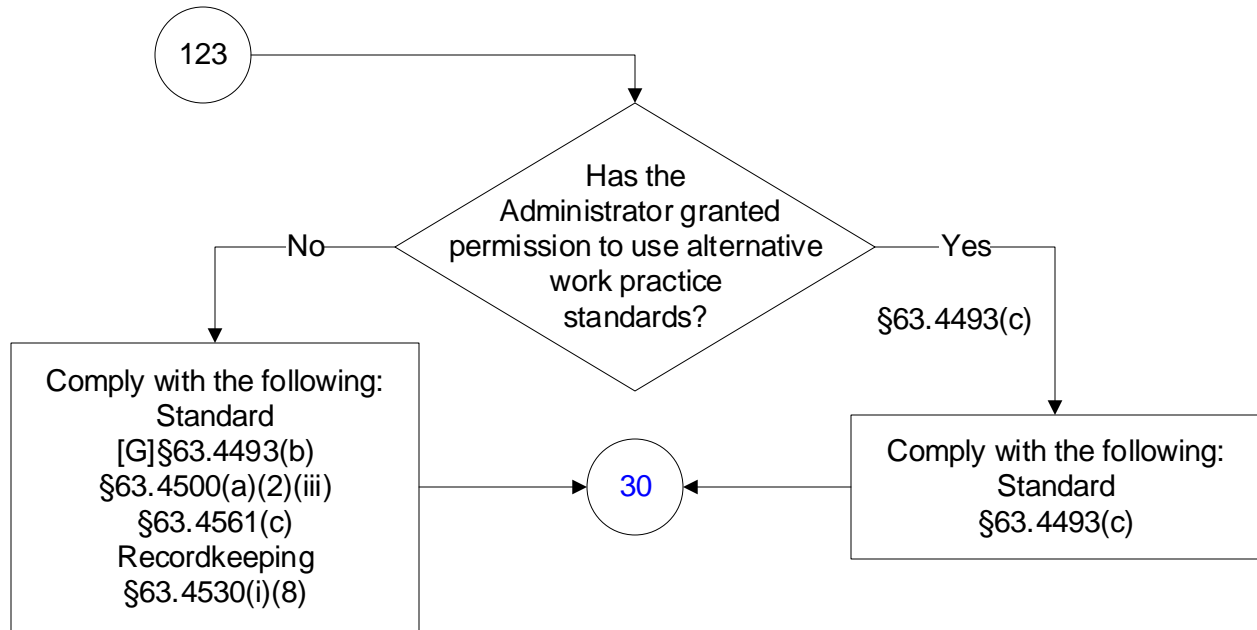 123
Has the
Administrator granted
permission to use alternative
work practice
standards?
No
Yes
§63.4493(c)
Comply with the following:
Standard
[G]§63.4493(b)
§63.4500(a)(2)(iii)
§63.4561(c)
Recordkeeping
§63.4530(i)(8)
30
Comply with the following:
Standard
§63.4493(c)